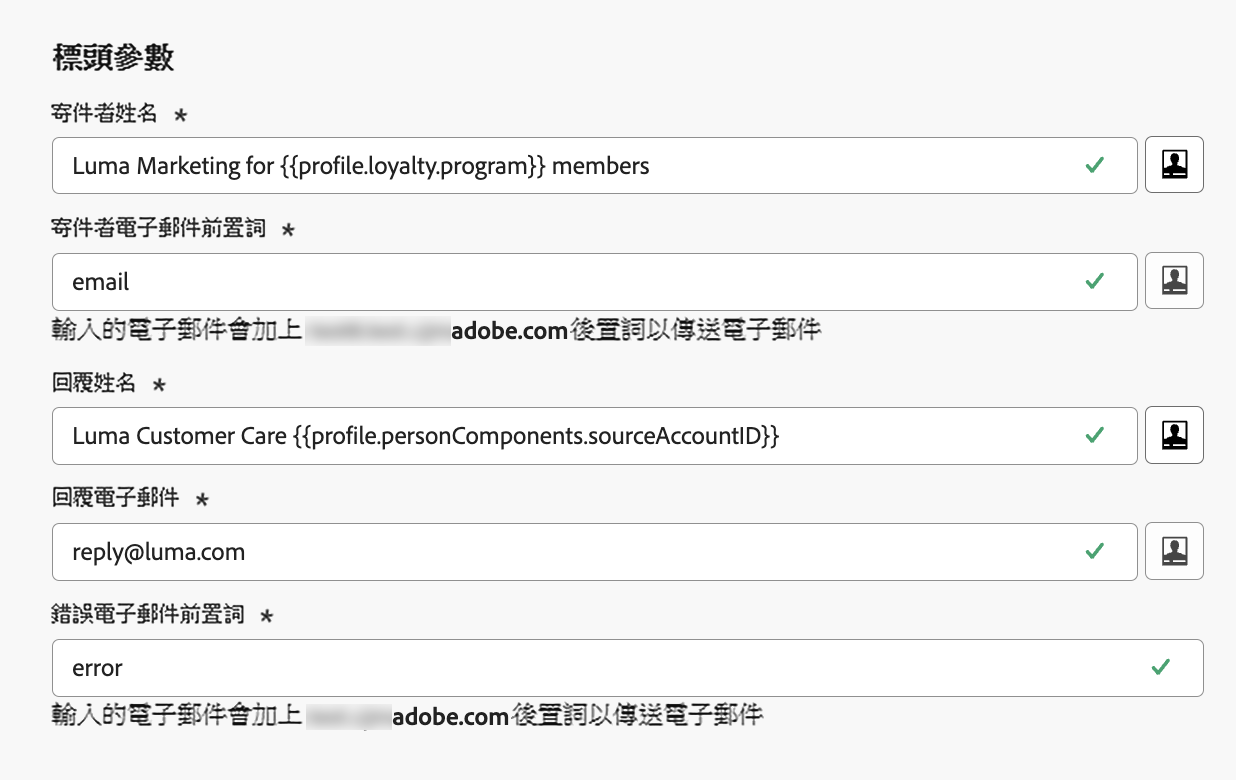 標頭參數
寄件者姓名 *
Luma Marketing for {{profile.loyalty.program}} members
寄件者電子郵件前置詞 *
email
輸入的電子郵件會加上 adobe.com後置詞以傳送電子郵件
回覆姓名 *
Luma Customer Care {{profile.personComponents.sourceAccountID}}
回覆電子郵件 *
reply@luma.com
錯誤電子郵件前置詞 *
error
輸入的電子郵件會加上 adobe.com後置詞以傳送電子郵件